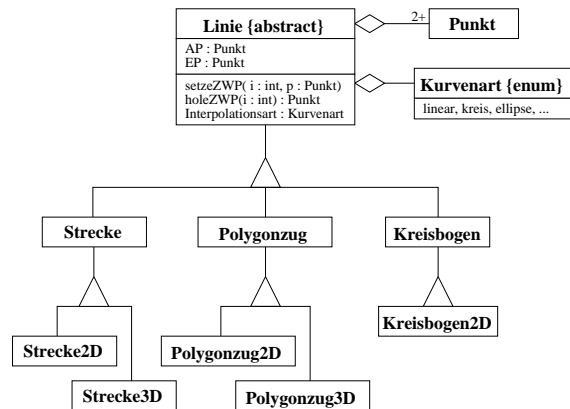 Linie {abstract}
AP : Punkt
EP : Punkt
setzeZWP( i : int, p : Punkt)
holeZWP(i : int) : Punkt
Interpolationsart : Kurvenart
2+
Punkt
Kurvenart {enum}
linear, kreis, ellipse, ...
Strecke
Polygonzug
Kreisbogen
Strecke2D
Strecke3D
Polygonzug2D
Polygonzug3D
Kreisbogen2D